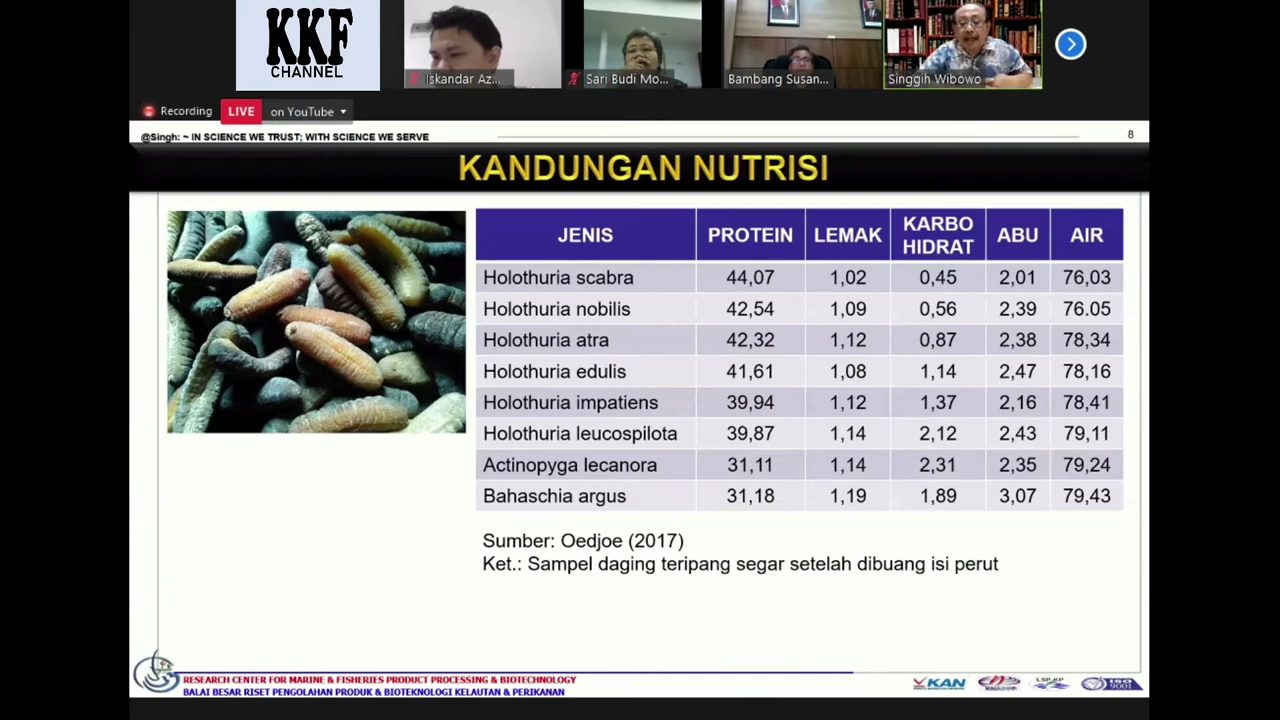 KKF
CHANNEL
Iskandar Az...
Sari Budi Mo...
Bambang Susan...
Singgih Wibowo
Recording
LIVE on YouTube
@Singh: ~ IN SCIENCE WE TRUST; WITH SCIENCE WE SERVE
8
KANDUNGAN NUTRISI
JENIS PROTEIN LEMAK KARBO HIDRAT ABU AIR
Holothuria scabra 44,07 1,02 0,45 2,01 76,03
Holothuria nobilis 42,54 1,09 0,56 2,39 76.05
Holothuria atra 42,32 1,12 0,87 2,38 78,34
Holothuria edulis 41,61 1,08 1,14 2,47 78,16
Holothuria impatiens 39,94 1,12 1,37 2,16 78,41
Holothuria leucospilota 39,87 1,14 2,12 2,43 79,11
Actinopyga lecanora 31,11 1,14 2,31 2,35 79,24
Bahaschia argus 31,18 1,19 1,89 3,07 79,43
Sumber: Oedjoe (2017)
Ket.: Sampel daging teripang segar setelah dibuang isi perut
RESEARCH CENTER FOR MARINE & FISHERIES PRODUCT PROCESSING & BIOTECHNOLOGY
BALAI BESAR RISET PENGOLAHAN PRODUK & BIOTEKNOLOGI KELAUTAN & PERIKANAN
KAN
LSP-KP
ISO
9001